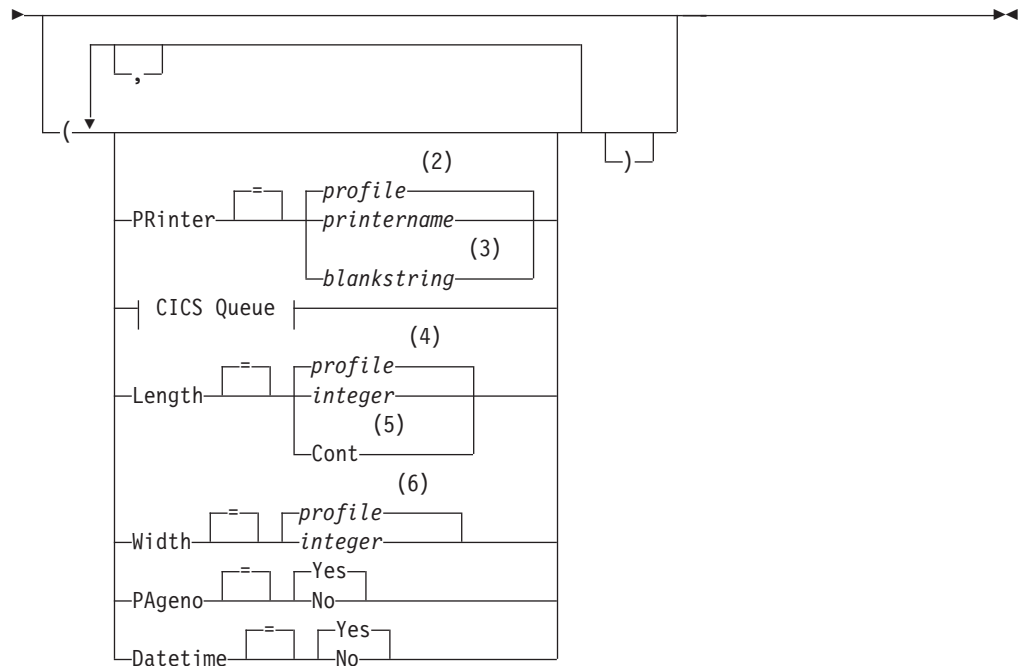 ,
(
)
(2)
=
profile
PRinter
printername
(3)
blankstring
CICS Queue
(4)
=
profile
Length
integer
(5)
Cont
(6)
=
profile
Width
integer
=
Yes
PAgeno
No
=
Yes
Datetime
No